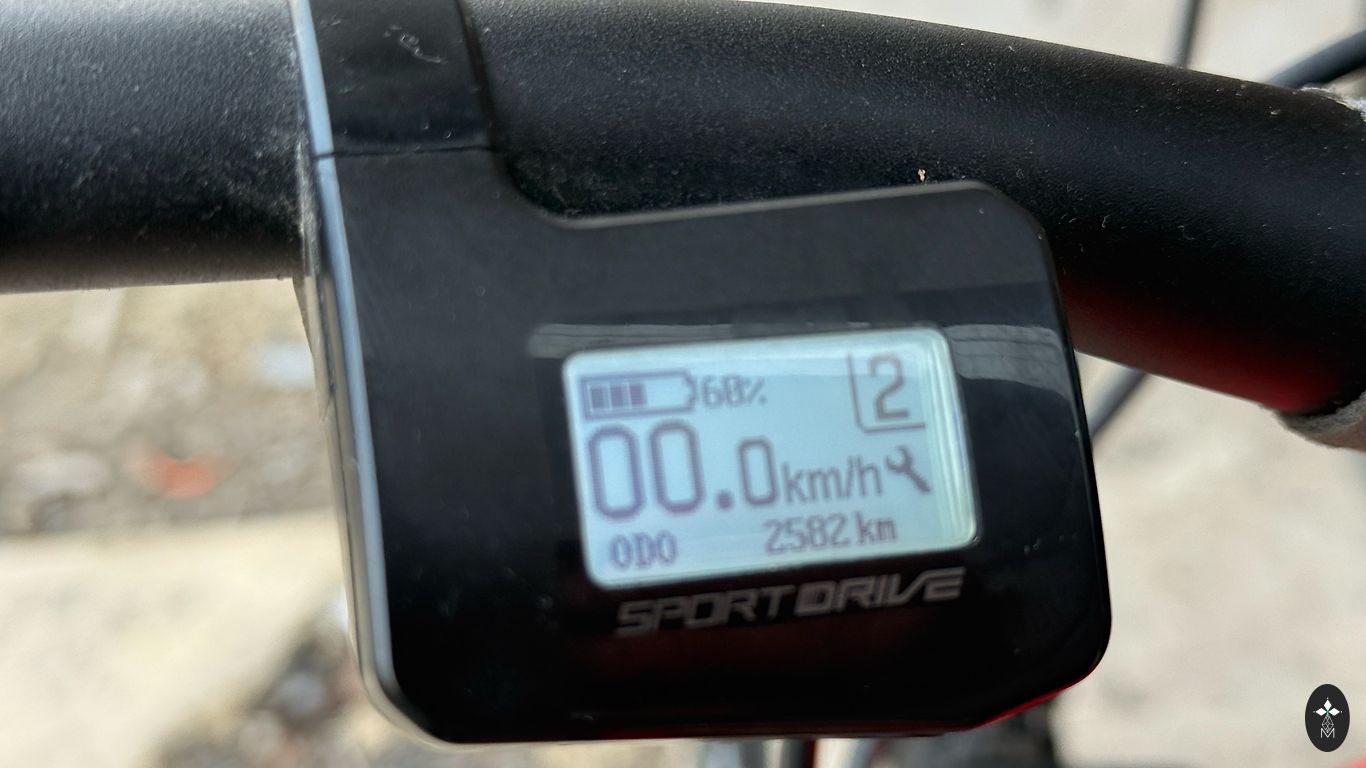 68%
2
00.0km/h
ODO 2582km
SPORTDRIVE
M